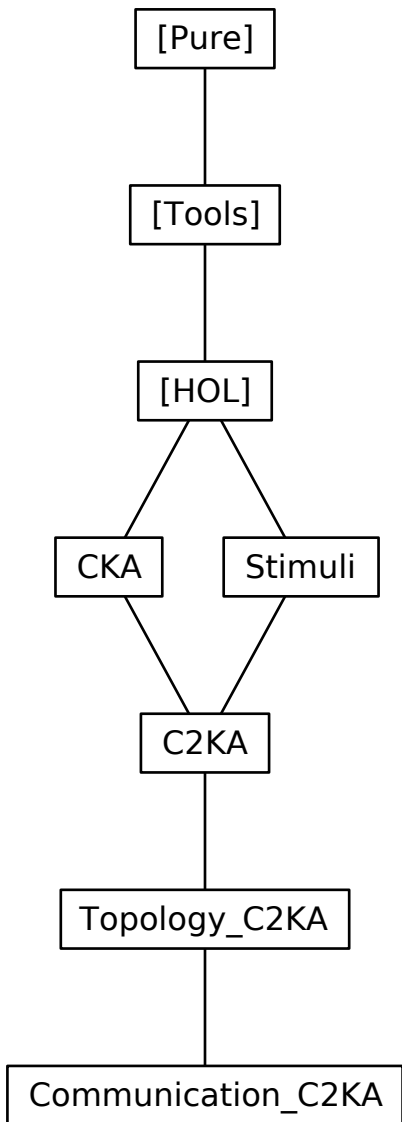 [Pure]
[Tools]
[HOL]
CKA
Stimuli
C2KA
Topology_C2KA
Communication_C2KA